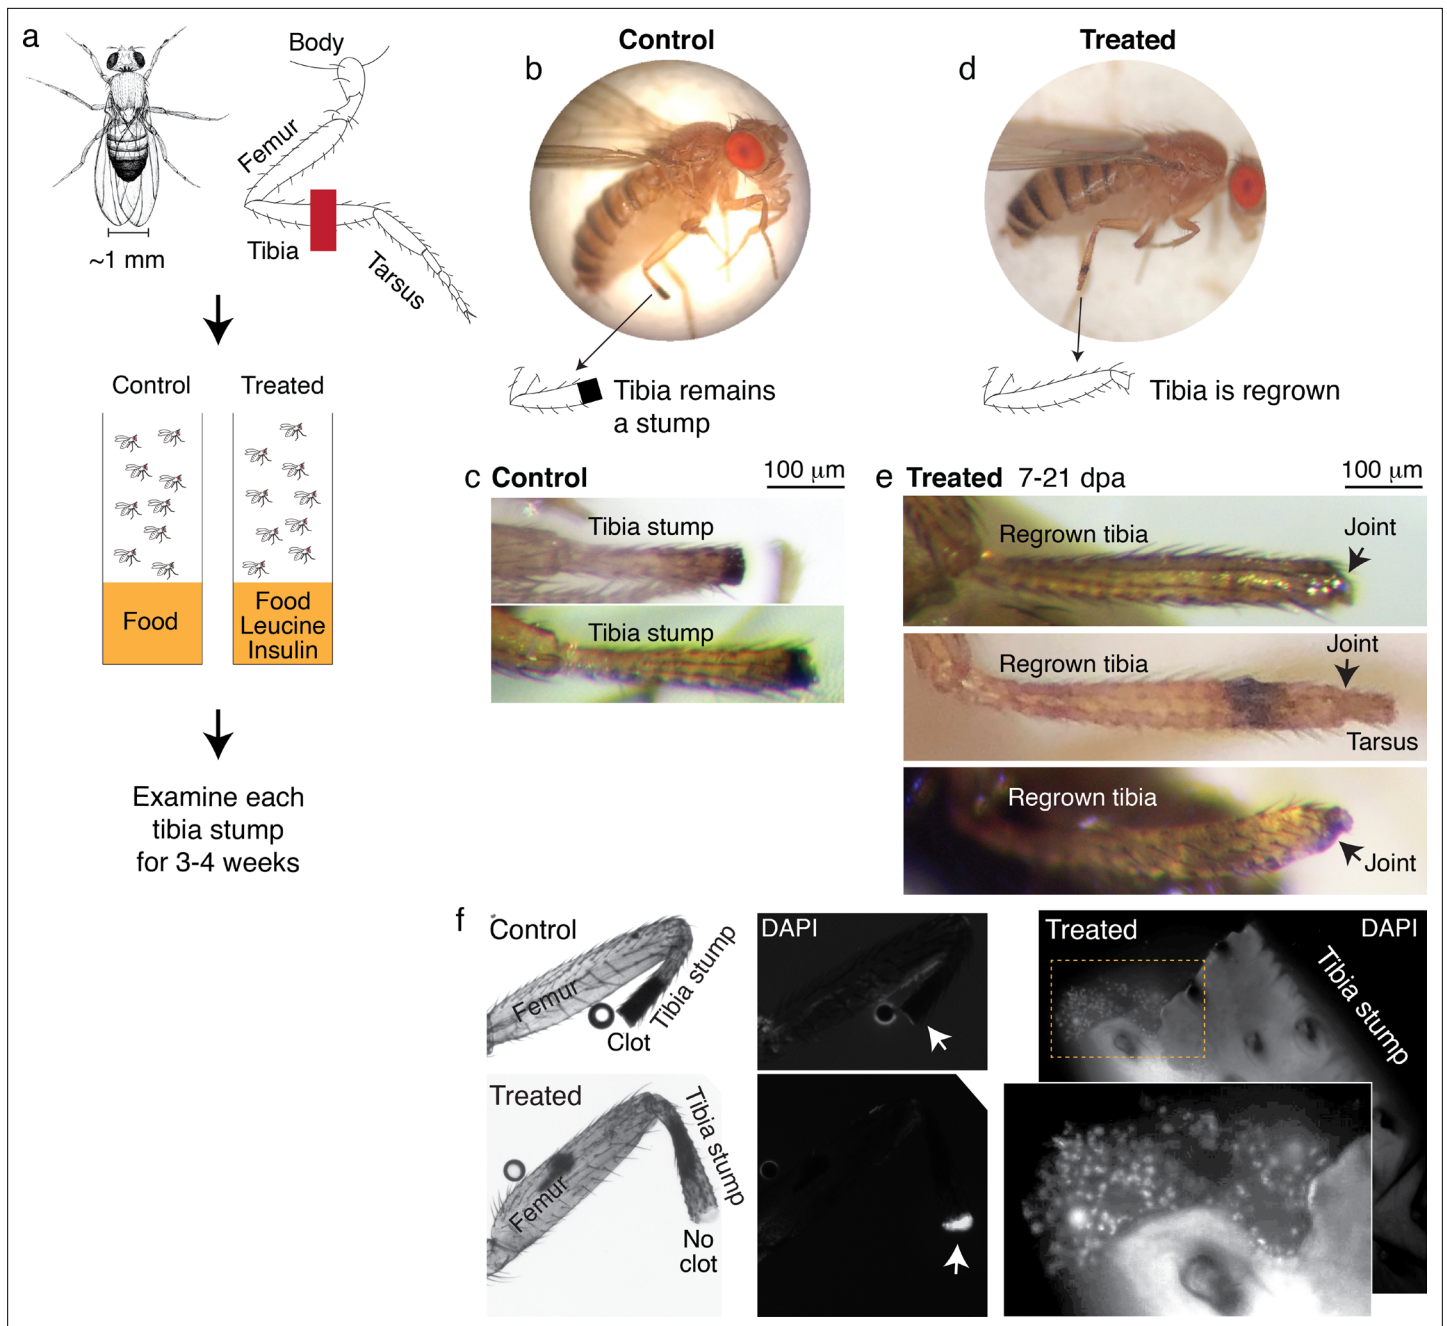 a
Body
Femur
Tibia
Tarsus
~1 mm
Control
Treated
Food
Food
Leucine
Insulin
Examine each
tibia stump
for 3-4 weeks
Control
b
Tibia remains
a stump
Treated
d
Tibia is regrown
c Control
100 µm
Tibia stump
Tibia stump
e Treated 7-21 dpa
100 µm
Regrown tibia
Joint
Regrown tibia
Joint
Tarsus
Regrown tibia
Joint
f
Control
Femur
Tibia stump
Clot
DAPI
Treated
DAPI
Tibia stump
Treated
Femur
Tibia stump
No
clot